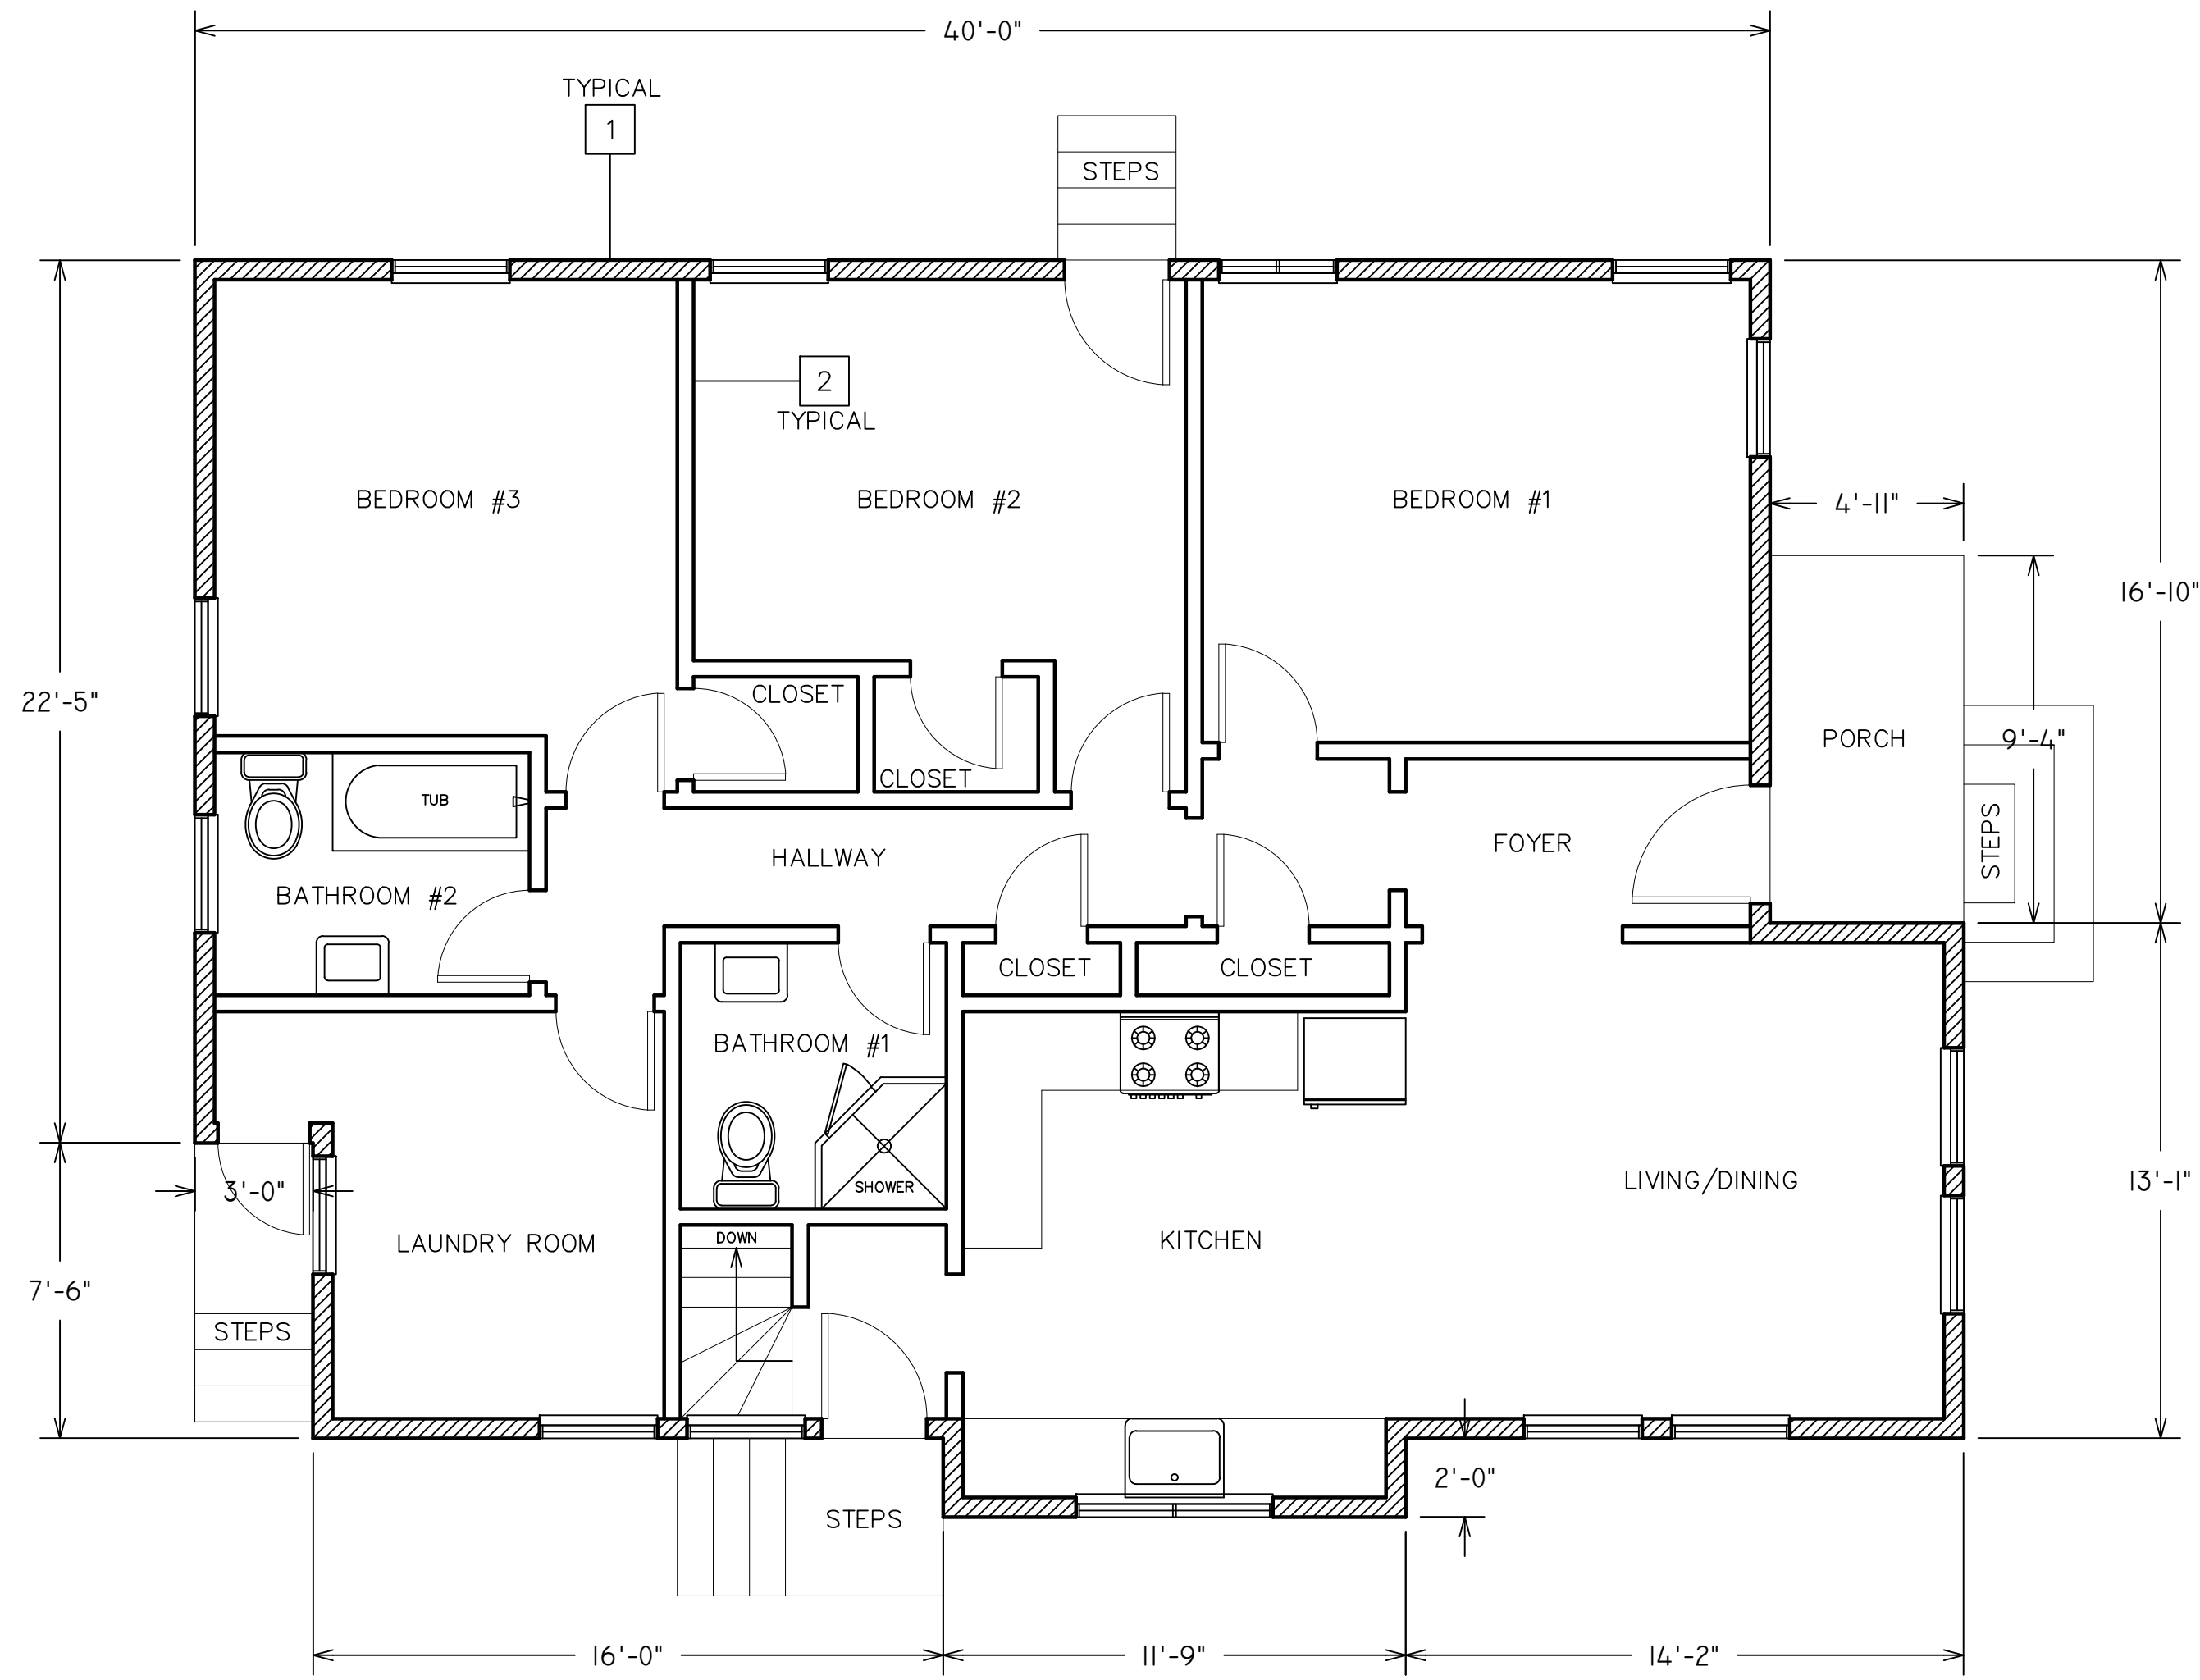 40'-0"
TYPICAL
1
STEPS
2
TYPICAL
BEDROOM #3
BEDROOM #2
BEDROOM #1
4'-11"
16'-10"
22'-5"
CLOSET
CLOSET
PORCH
9'-4"
TUB
HALLWAY
FOYER
STEPS
BATHROOM #2
CLOSET
CLOSET
BATHROOM #1
SHOWER
3'-0"
LIVING/DINING
13'-1"
LAUNDRY ROOM
DOWN
KITCHEN
7'-6"
STEPS
2'-0"
STEPS
16'-0"
11'-9"
14'-2"